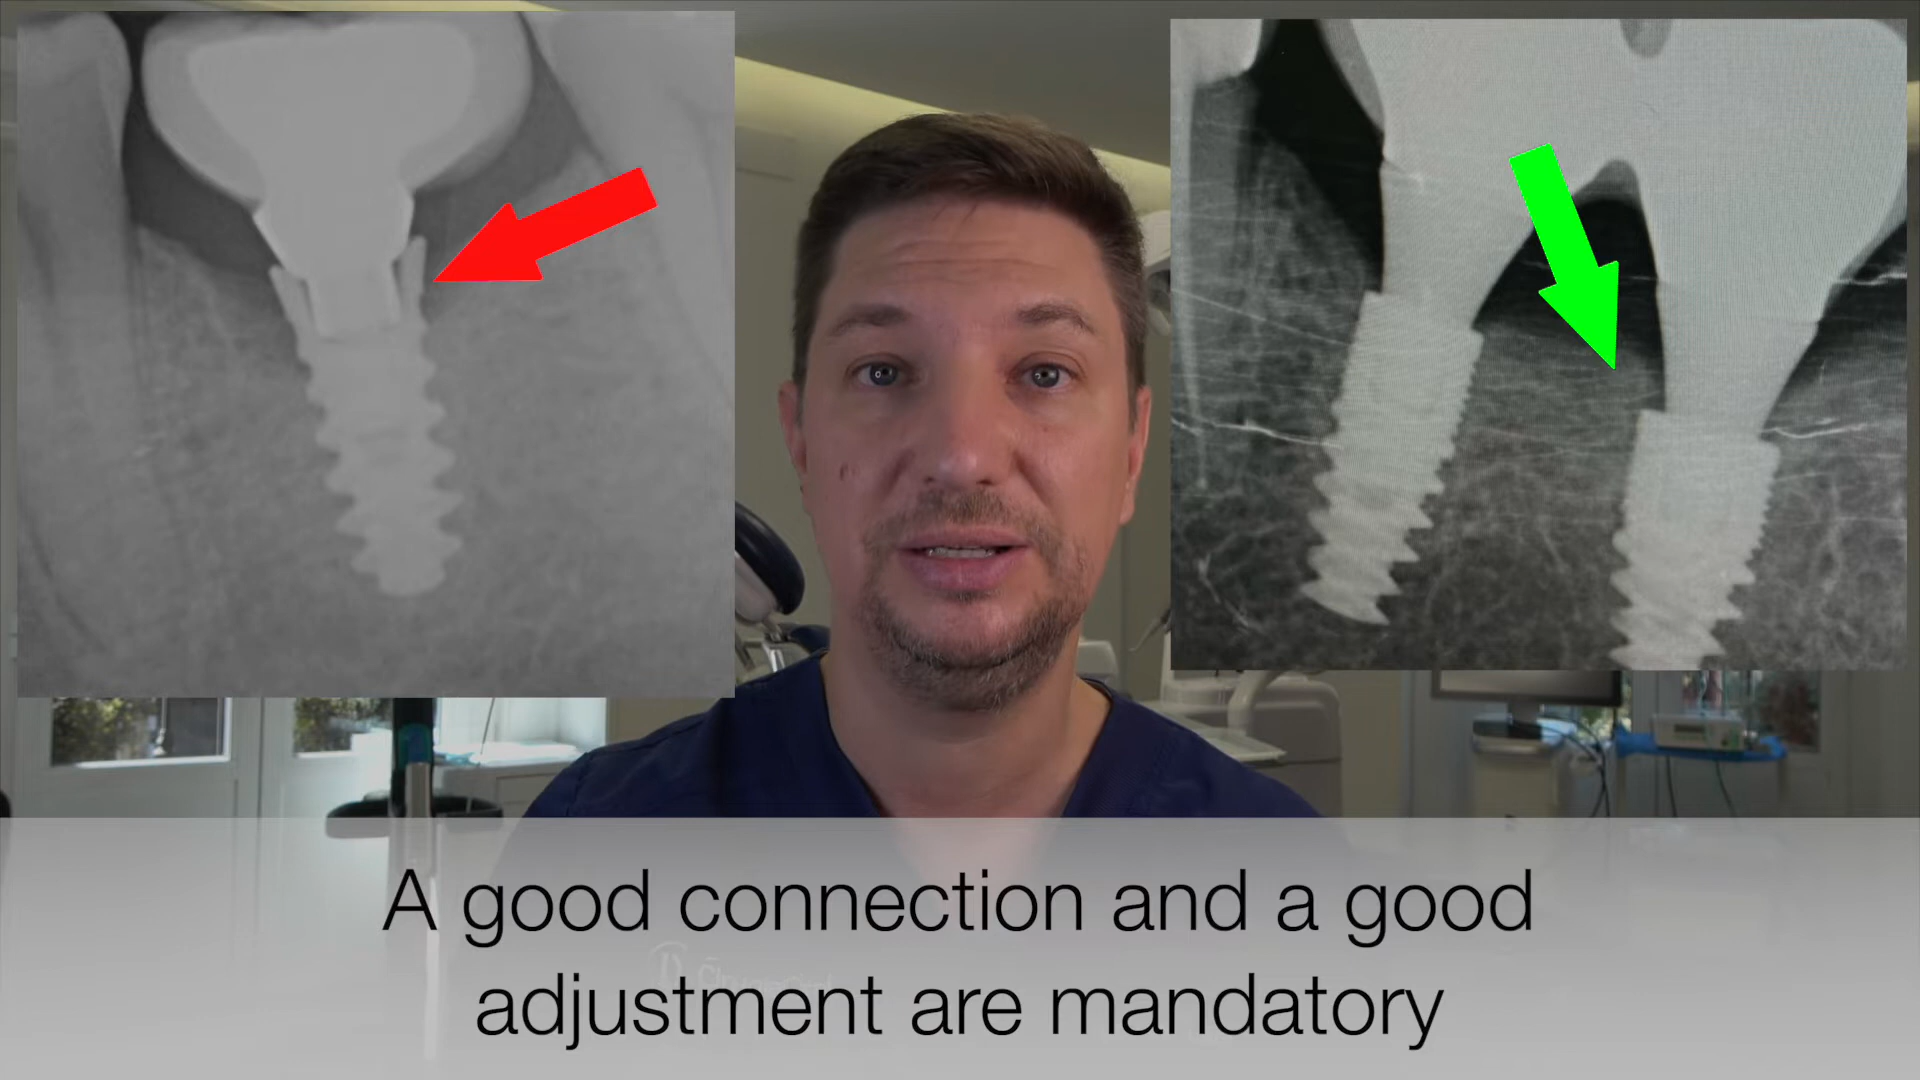 A good connection and a good
adjustment are mandatory